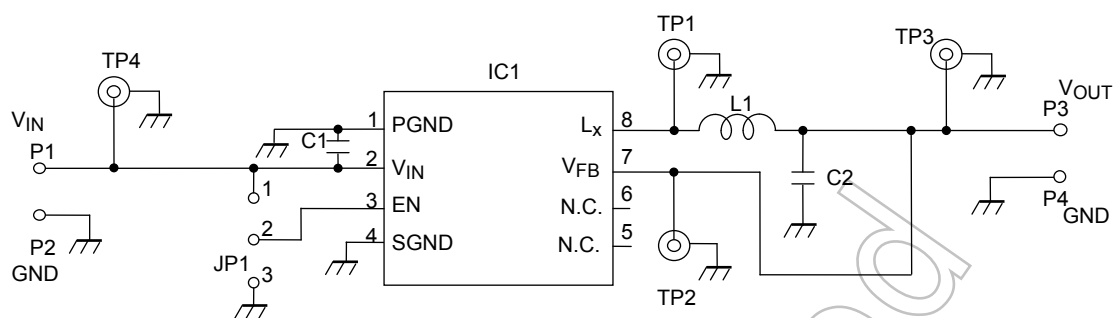 TP1
TP3
TP4
IC1
VOUT
VIN
L1
P3
P1
1
PGND
LX
8
C1
2
VIN
VFB
7
C2
1
3
EN
N.C.
6
P4
GND
2
4
SGND
N.C.
5
P2
GND
JP1
3
TP2